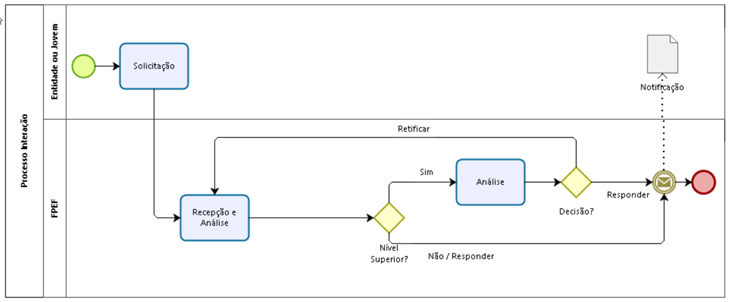 Processo Interação
Entidade ou Jovem
Solicitação
Notificação
FPEF
Retificar
Recepção e
Análise
Sim
Análise
Nível
Superior?
Decisão?
Responder
Não / Responder